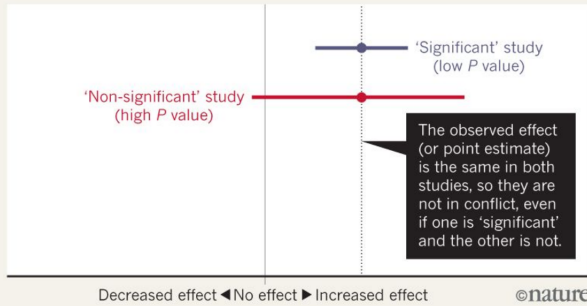 ‘Significant’ study
(low P value)
‘Non-significant’ study
(high P value)
The observed effect
(or point estimate)
is the same in both
studies, so they are
not in conflict, even
if one is ‘significant’
and the other is not.
Decreased effect ◄ No effect ► Increased effect
©nature